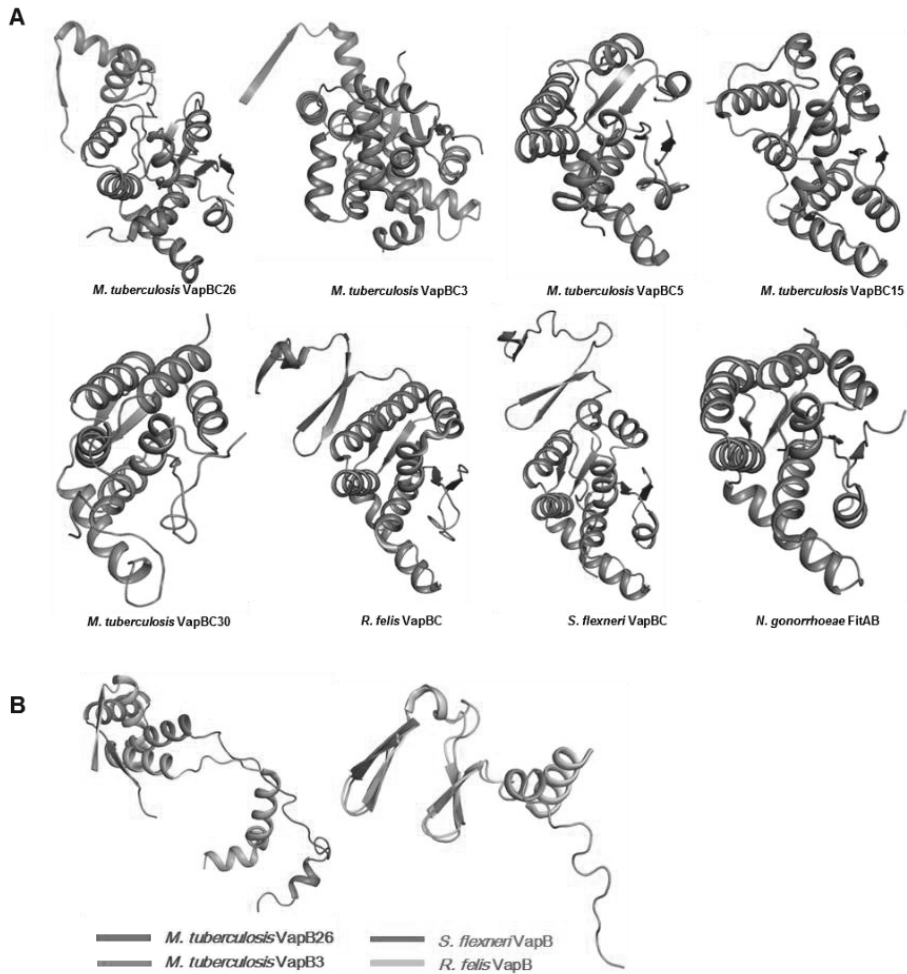 A
M. tuberculosis VapBC26
M. tuberculosis VapBC3
M. tuberculosis VapBC5
M. tuberculosis VapBC15
M. tuberculosis VapBC30
R. felis VapBC
S. flexneri VapBC
N. gonorrhoeae FitAB
B
M. tuberculosis VapB26
S. flexneri VapB
M. tuberculosis VapB3
R. felis VapB